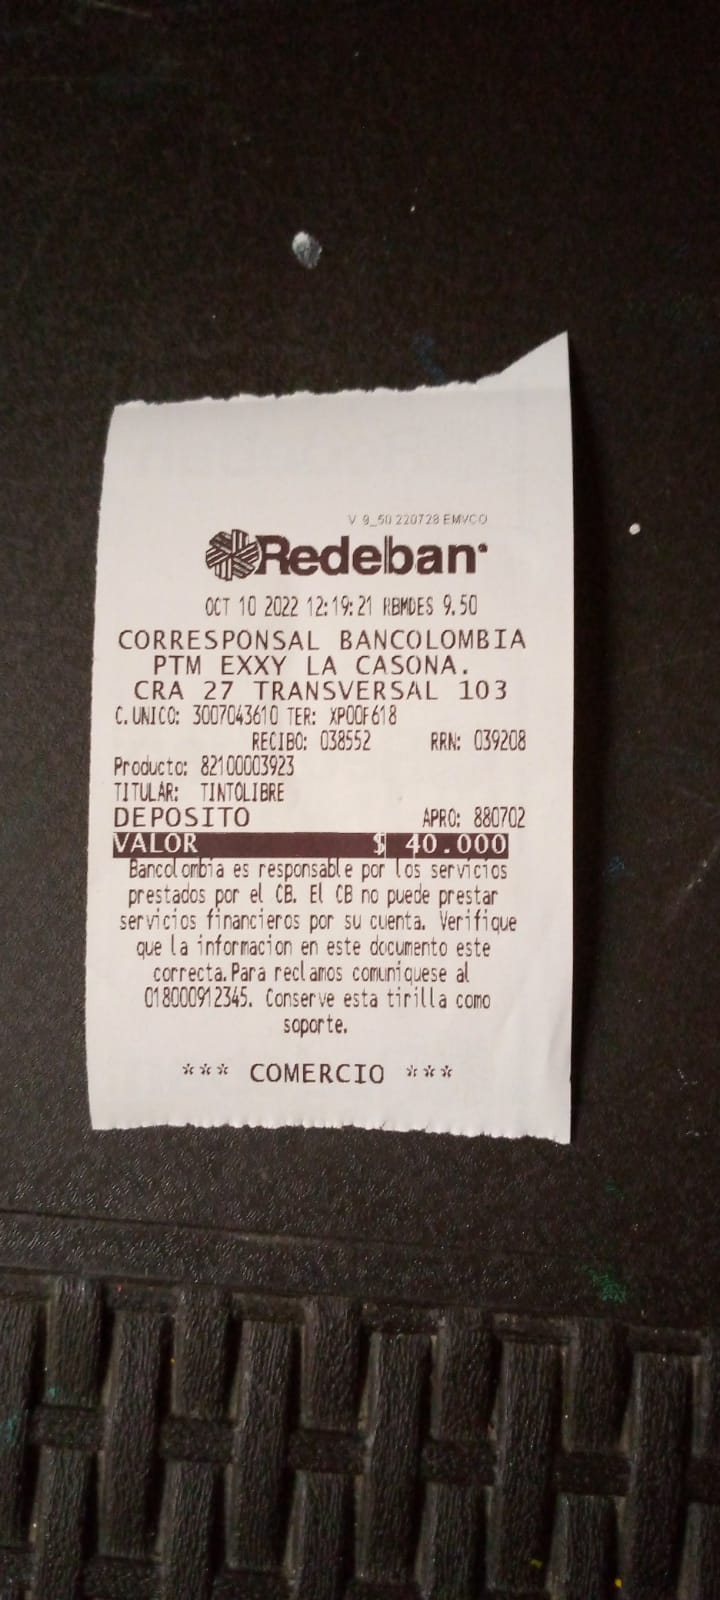 V 9_50 220728 EMVCO
Redeban
OCT 10 2022 12:19:21 RBMDES 9.50
CORRESPONSAL BANCOLOMBIA
PTM EXXY LA CASONA.
CRA 27 TRANSVERSAL 103
C.UNICO: 3007043610 TER: XP00F618
RECIBO: 038552 RRN: 039208
Producto: 82100003923
TITULAR: TINTOLIBRE
DEPOSITO APRO: 880702
VALOR $ 40.000
Bancolombia es responsable por los servicios
prestados por el CB. El CB no puede prestar
servicios financieros por su cuenta. Verifique
que la informacion en este documento este
correcta.Para reclamos comuniquese al
018000912345. Conserve esta tirilla como
soporte.
*** COMERCIO ***